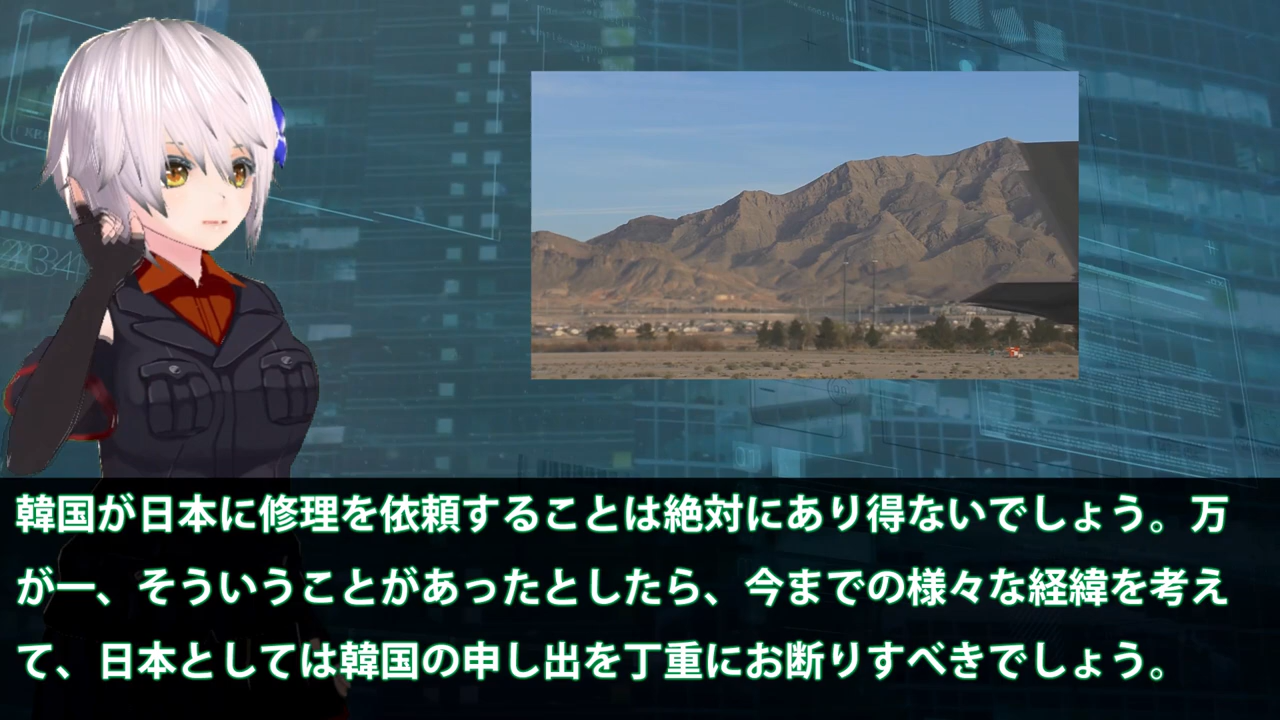 韓国が日本に修理を依頼することは絶対にあり得ないでしょう。万
が一、そういうことがあったとしたら、今までの様々な経緯を考え
て、日本としては韓国の申し出を丁重にお断りすべきでしょう。